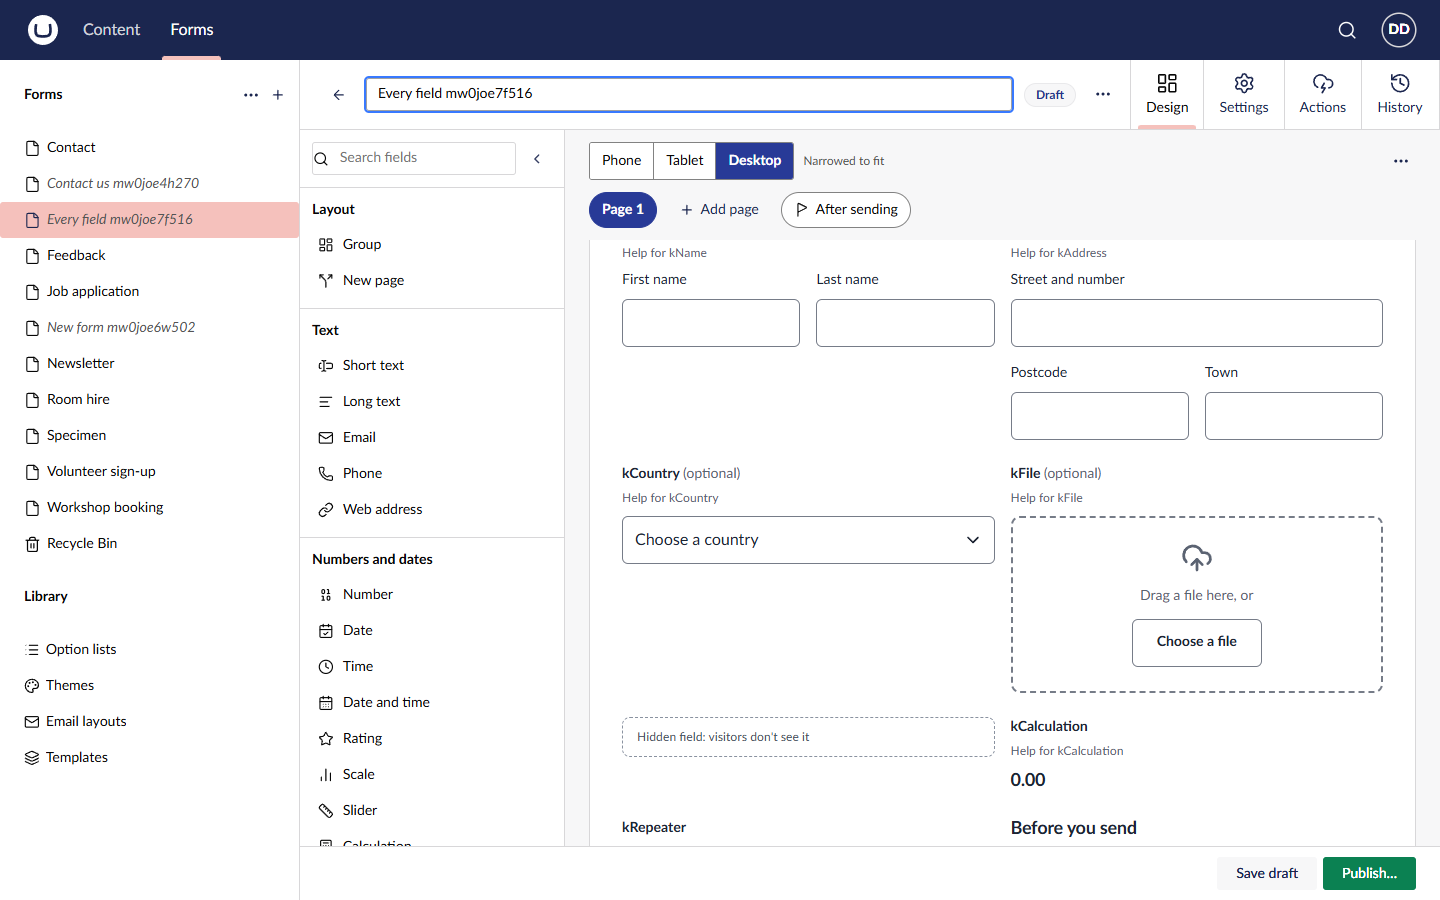 Content
Forms
DD
Forms
Contact
Contact us mw0joe4h270
Every field mw0joe7f516
Feedback
Job application
New form mw0joe6w502
Newsletter
Room hire
Specimen
Volunteer sign-up
Workshop booking
Recycle Bin
Library
Option lists
Themes
Email layouts
Templates
Every field mw0joe7f516
Draft
Design
Settings
Actions
History
Search fields
Layout
Group
New page
Text
Short text
Long text
Email
Phone
Web address
Numbers and dates
Number
Date
Time
Date and time
Rating
Scale
Slider
Calculation
Phone
Tablet
Desktop
Narrowed to fit
Page 1
Add page
After sending
Help for kName
Help for kAddress
First name
Last name
Street and number
Postcode
Town
kCountry (optional)
Help for kCountry
Choose a country
kFile (optional)
Help for kFile
Drag a file here, or
Choose a file
Hidden field: visitors don't see it
kCalculation
Help for kCalculation
0.00
kRepeater
Before you send
Save draft
Publish...